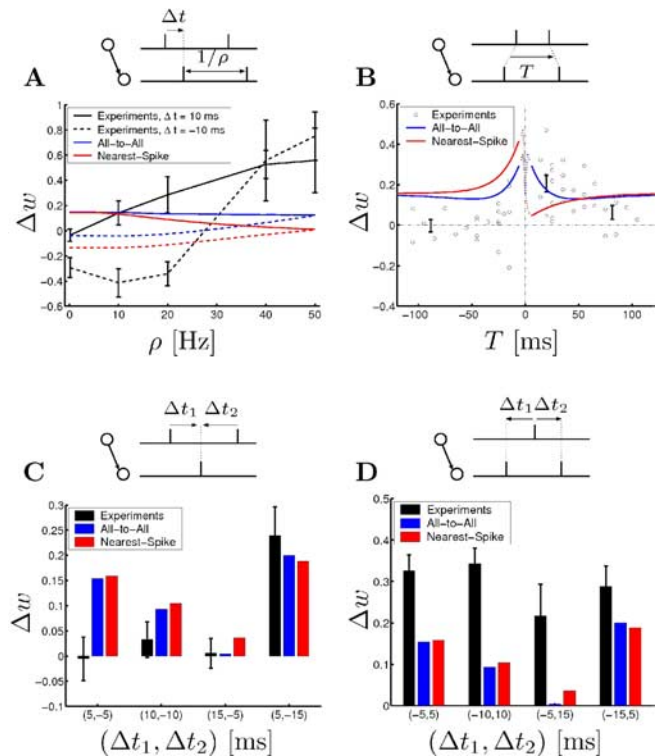 Δt
1/ρ
A
Experiments, Δ t = 10 ms
Experiments, Δ t = −10 ms
All−to−All
Nearest−Spike
1
0.8
0.6
0.4
0.2
0
−0.2
−0.4
−0.6
Δw
0 10 20 30 40 50
ρ [Hz]
B
T
Experiments
All−to−All
Nearest−Spike
0.6
0.4
0.2
0
0.2
0.4
Δw
−100 −50 0 50 100
T [ms]
Δt1 Δt2
C
Experiments
All−to−All
Nearest−Spike
0.3
0.25
0.2
0.15
0.1
0.05
0
−0.05
−0.1
Δw
(5,−5) (10,−10) (15,−5) (5,−15)
(Δt1, Δt2) [ms]
Δt1 Δt2
D
Experiments
All−to−All
Nearest−Spike
0.5
0.4
0.3
0.2
0.1
0
Δw
(−5,5) (−10,10) (−5,15) (−15,5)
(Δt1, Δt2) [ms]